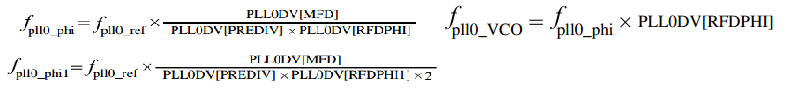 f_pll0_phi = f_pll0_ref × PLL0DV[MFD] / PLL0DV[PREDIV] × PLL0DV[RFDPHI]
f_pll0_VCO = f_pll0_phi × PLL0DV[RFDPHI]
f_pll0_phi1 = f_pll0_ref × PLL0DV[MFD] / PLL0DV[PREDIV] × PLL0DV[RFDPHI1] × 2